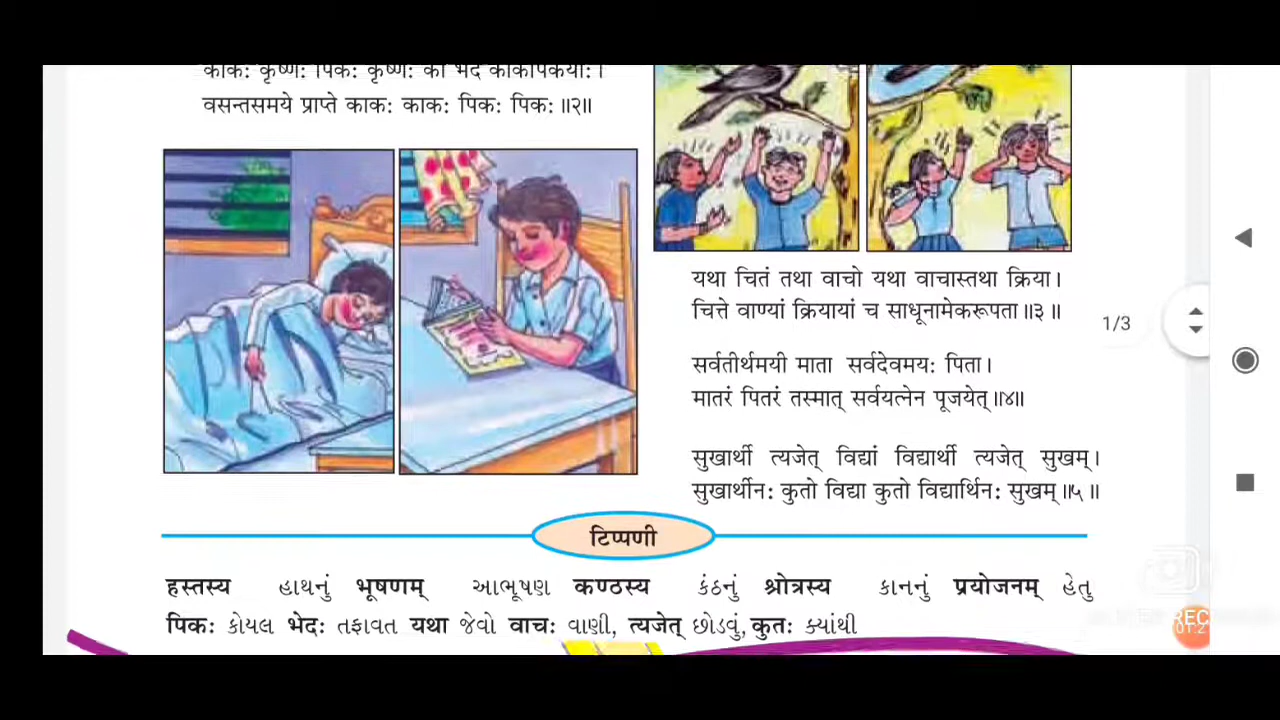 काकः कृष्णः पिकः कृष्णः को भेद काकपिकयोः।
वसन्तसमये प्राप्ते काकः काकः पिकः पिकः॥२॥
यथा चितं तथा वाचो यथा वाचास्तथा क्रिया।
चित्ते वाण्यां क्रियायां च साधूनामेकरूपता॥३॥
सर्वतीर्थमयी माता सर्वदेवमयः पिता।
मातरं पितरं तस्मात् सर्वयत्नेन पूजयेत्॥४॥
सुखार्थी त्यजेत् विद्यां विद्यार्थी त्यजेत् सुखम्।
सुखार्थीनः कुतो विद्या कुतो विद्यार्थिनः सुखम्॥५॥
टिप्पणी
हस्तस्य હાથનું भूषणम् આભૂષણ कण्ठस्य કંઠનું श्रोत्रस्य કાનનું प्रयोजनम् હેતુ
पिकः કોયલ भेदः તફાવત यथा જેવો वाचः વાણી, त्यजेत् છોડવું, कुतः ક્યાંથી
1/3